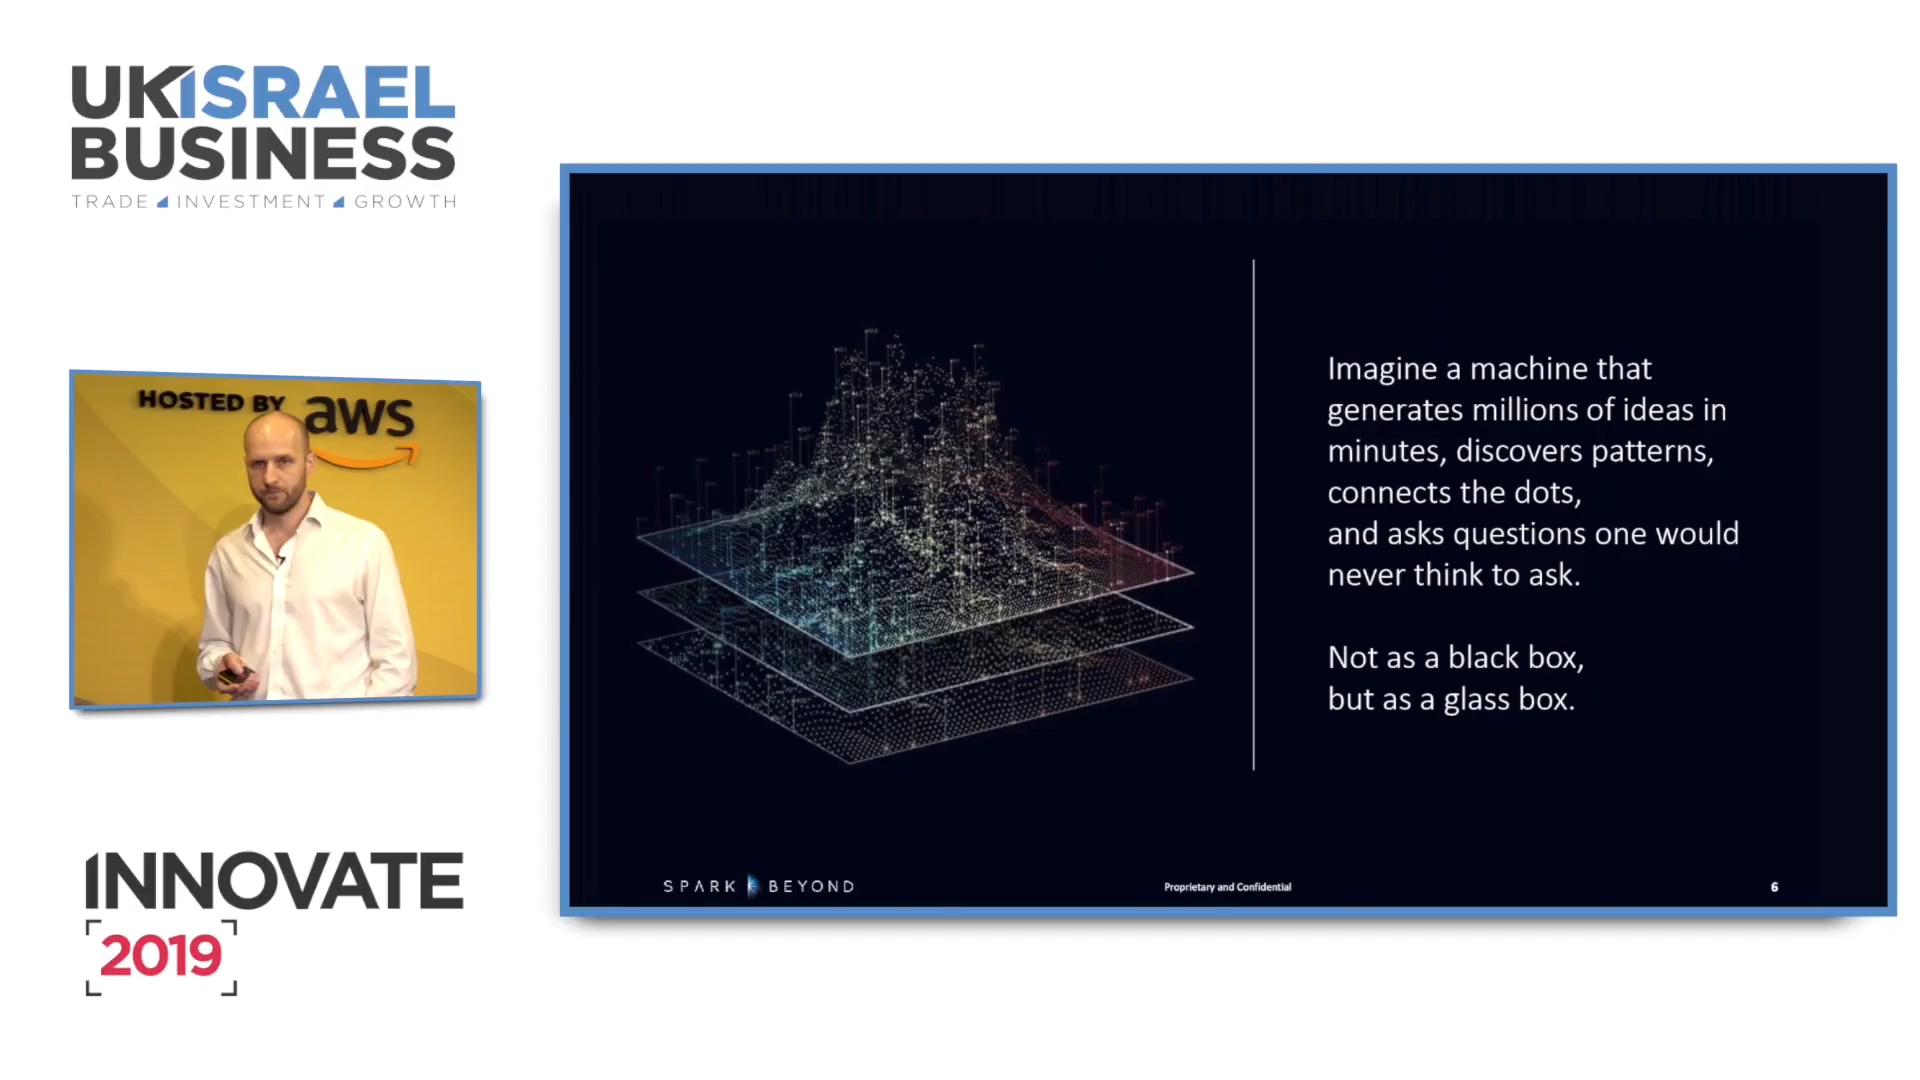 UKISRAEL
BUSINESS
TRADE INVESTMENT GROWTH
HOSTED BY aws
INNOVATE
2019
Imagine a machine that
generates millions of ideas in
minutes, discovers patterns,
connects the dots,
and asks questions one would
never think to ask.
Not as a black box,
but as a glass box.
SPARK BEYOND
Proprietary and Confidential
6